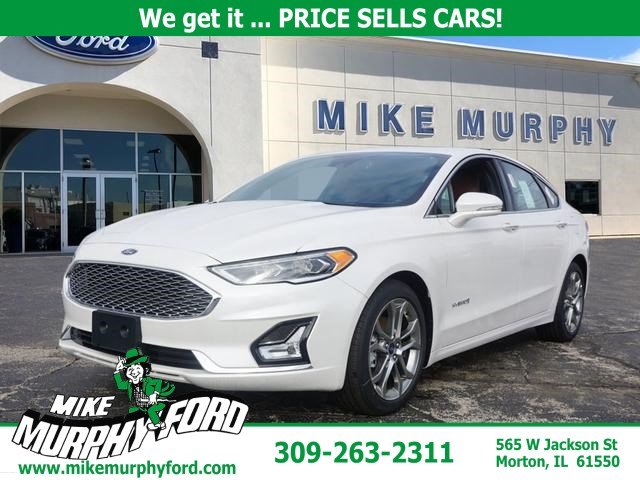 We get it ... PRICE SELLS CARS!
Ford
MIKE MURPHY
HYBRID
MIKE
MURPHY FORD
www.mikemurphyford.com
309-263-2311
565 W Jackson St
Morton, IL 61550